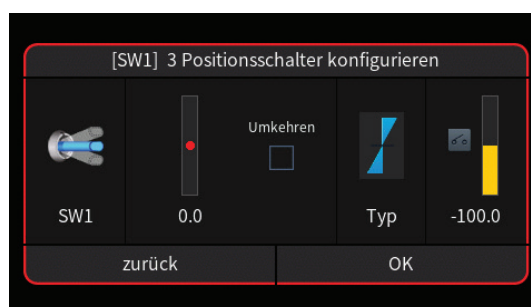 [SW1] 3 Positionsschalter konfigurieren
Umkehren
SW1 0.0 Typ -100.0
zurück OK